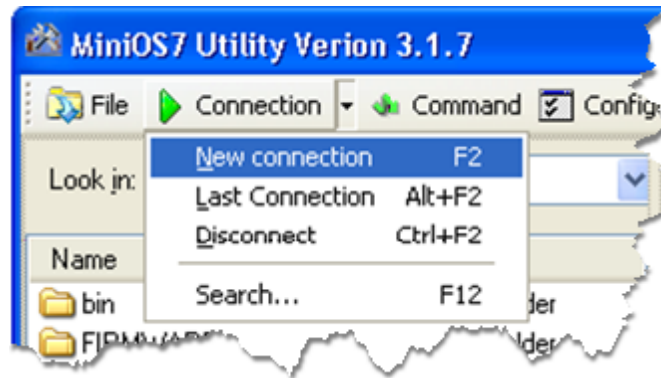 MiniOS7 Utility Verion 3.1.7
File Connection Command
Look in:
New connection F2
Last Connection Alt+F2
Disconnect Ctrl+F2
Search... F12
Name
bin